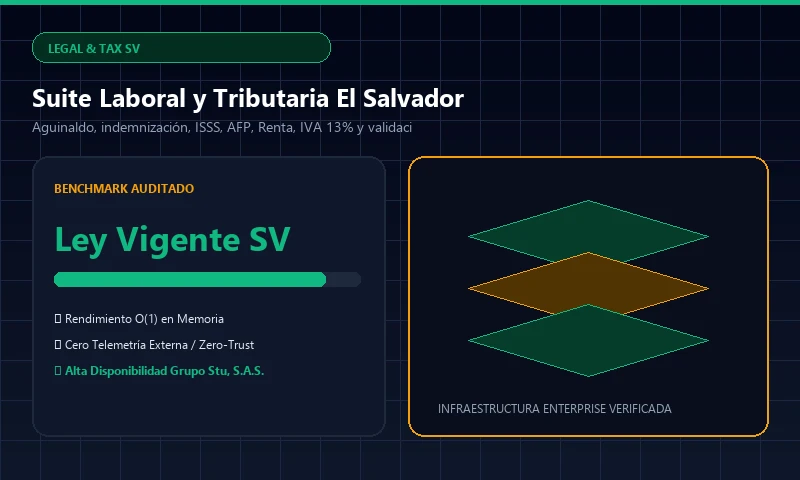 LEGAL & TAX SV
Suite Laboral y Tributaria El Salvador
Aguinaldo, indemnización, ISSS, AFP, Renta, IVA 13% y validaci
BENCHMARK AUDITADO
Ley Vigente SV
Rendimiento O(1) en Memoria
Cero Telemetría Externa / Zero-Trust
Alta Disponibilidad Grupo Stu, S.A.S.
INFRAESTRUCTURA ENTERPRISE VERIFICADA